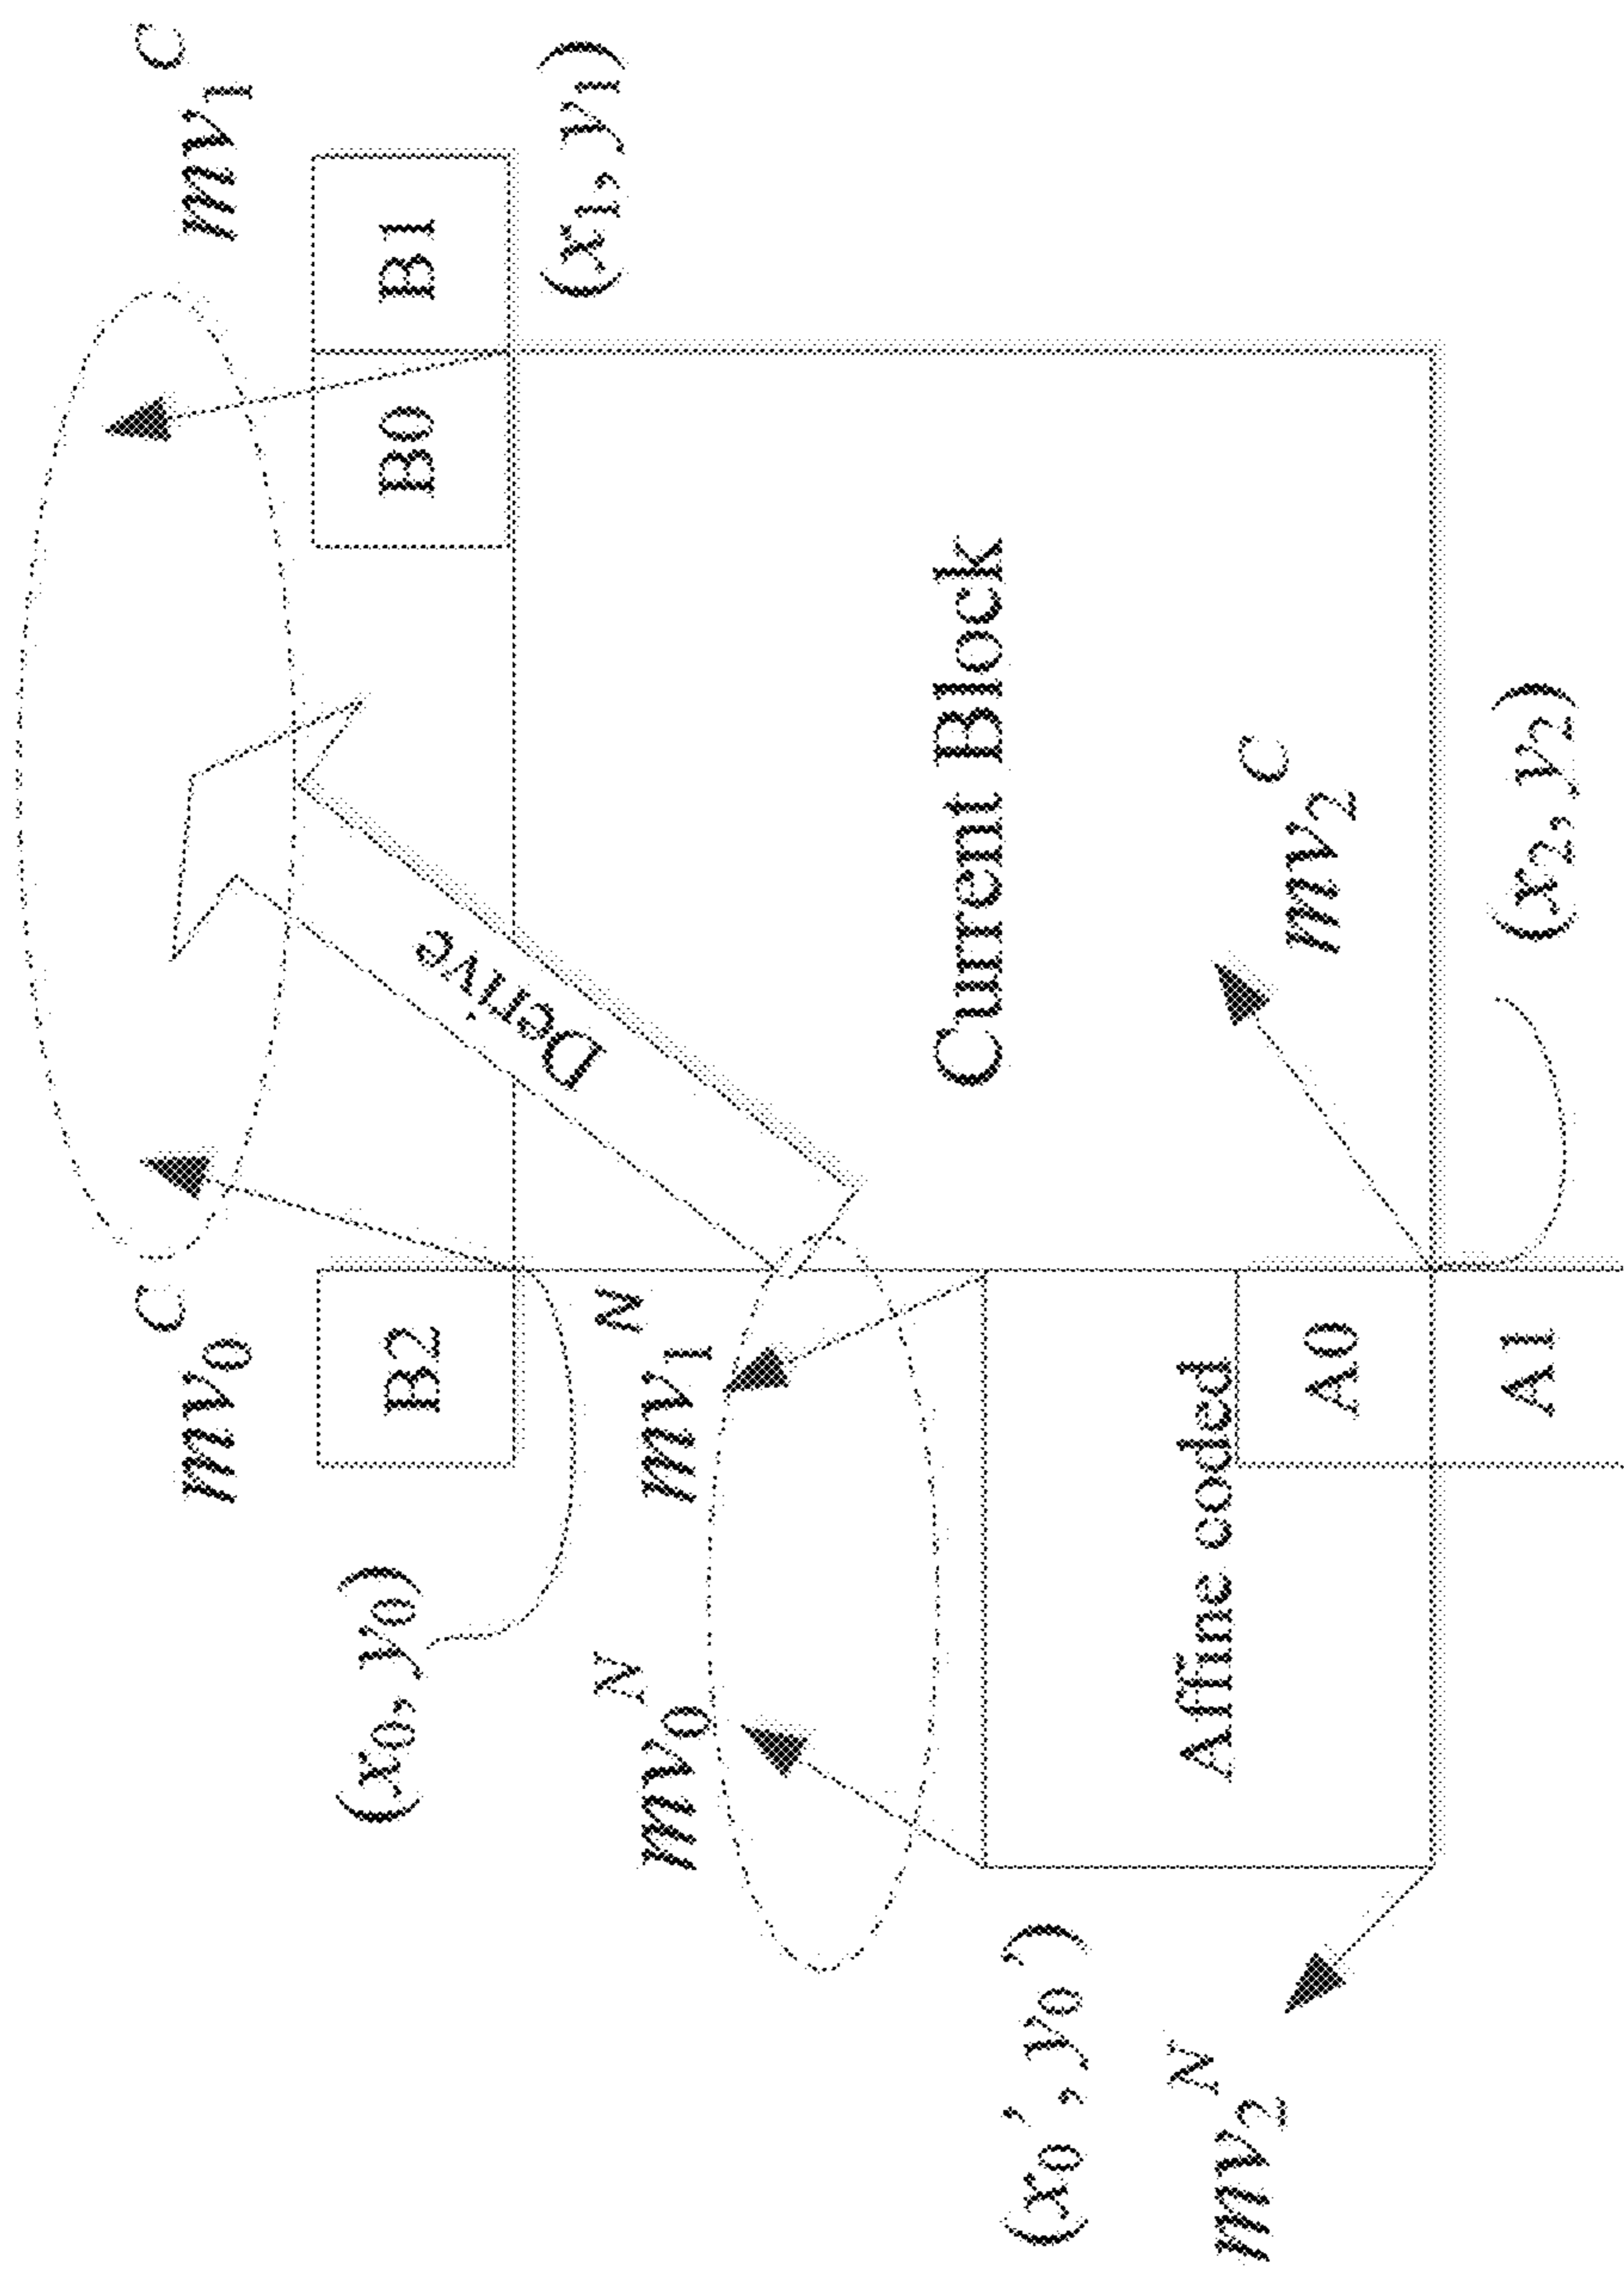 mv₀ᶜ
mv₁ᶜ
B2
B0
B1
(x₀, y₀)
(x₁, y₁)
Derive
mv₀ᴺ
mv₁ᴺ
Current Block
(x₀', y₀')
Affine coded
mv₂ᴺ
mv₂ᶜ
A0
(x₂, y₂)
A1